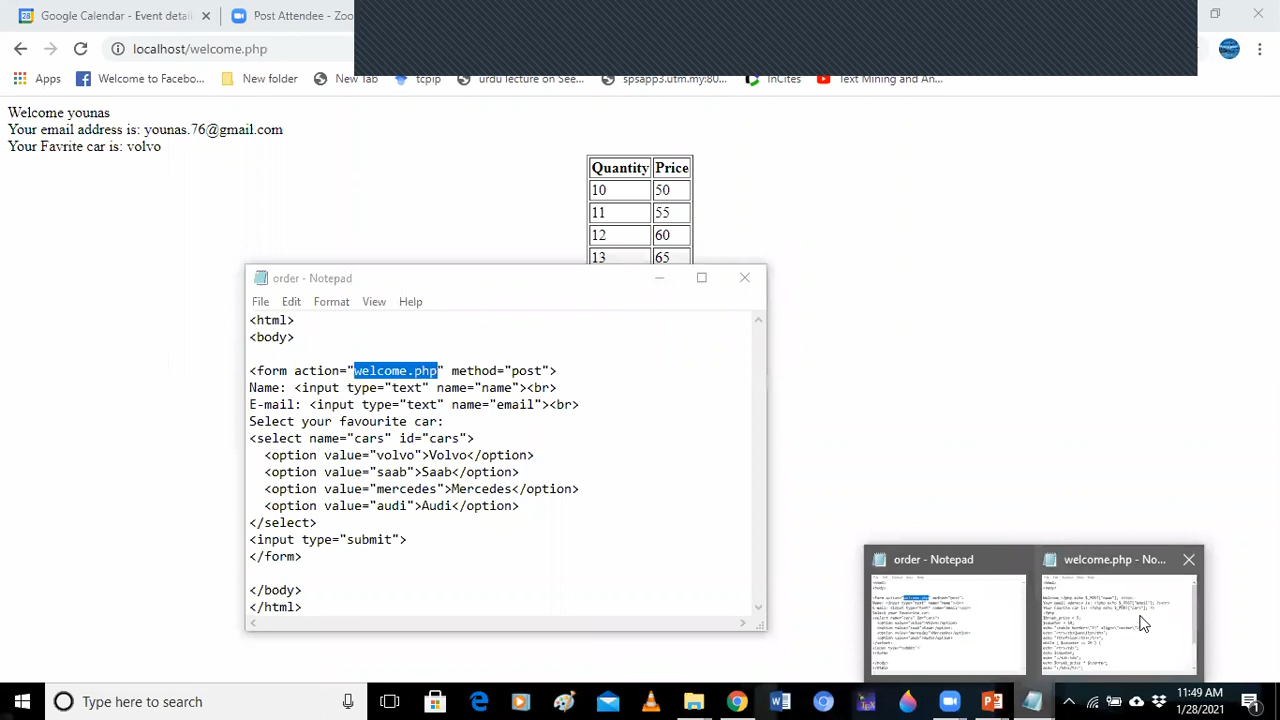 Google Calendar - Event detail
Post Attendee - Zoo
localhost/welcome.php
Apps
Welcome to Facebo...
New folder
New Tab
tcpip
urdu lecture on See...
spsapp3.utm.my:80...
InCites
Text Mining and An...
Welcome younas
Your email address is: younas.76@gmail.com
Your Favrite car is: volvo
Quantity Price
10 50
11 55
12 60
13 65
order - Notepad
File Edit Format View Help
<html>
<body>
<form action="welcome.php" method="post">
Name: <input type="text" name="name"><br>
E-mail: <input type="text" name="email"><br>
Select your favourite car:
<select name="cars" id="cars">
<option value="volvo">Volvo</option>
<option value="saab">Saab</option>
<option value="mercedes">Mercedes</option>
<option value="audi">Audi</option>
</select>
<input type="submit">
</form>
</body>
</html>
order - Notepad
welcome.php - No...
Type here to search
11:49 AM
1/28/2021